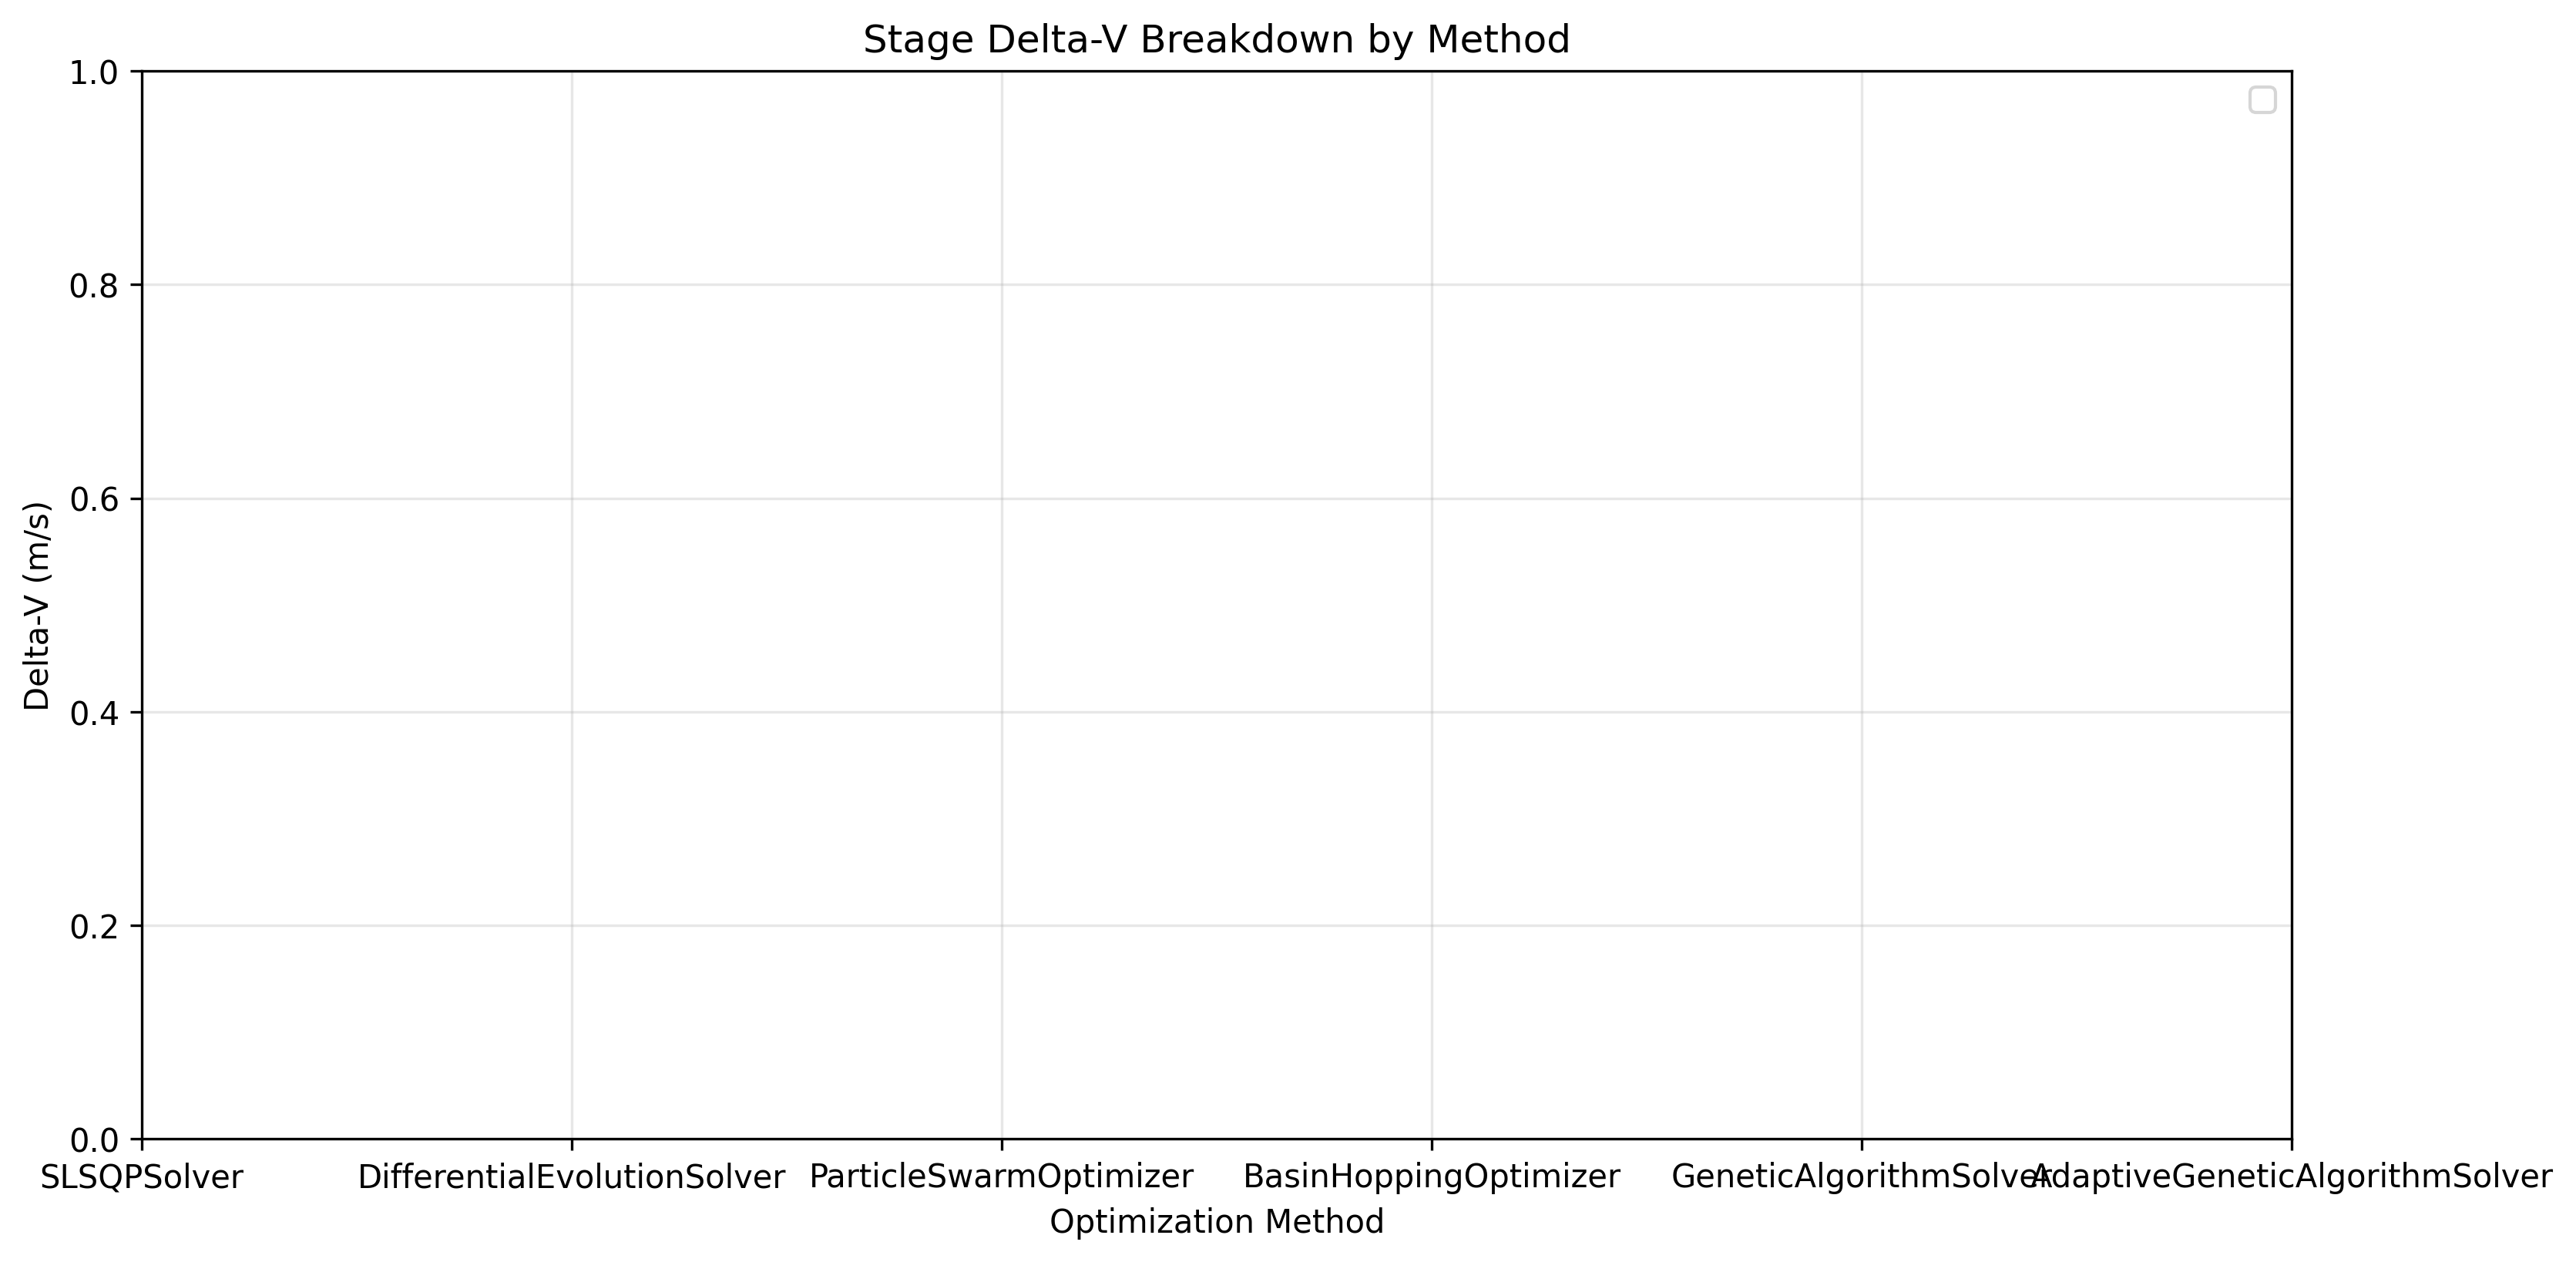 Stage Delta-V Breakdown by Method
1.0
0.8
0.6
0.4
0.2
0.0
Delta-V (m/s)
SLSQPSolver DifferentialEvolutionSolver ParticleSwarmOptimizer BasinHoppingOptimizer GeneticAlgorithmSolver AdaptiveGeneticAlgorithmSolver
Optimization Method